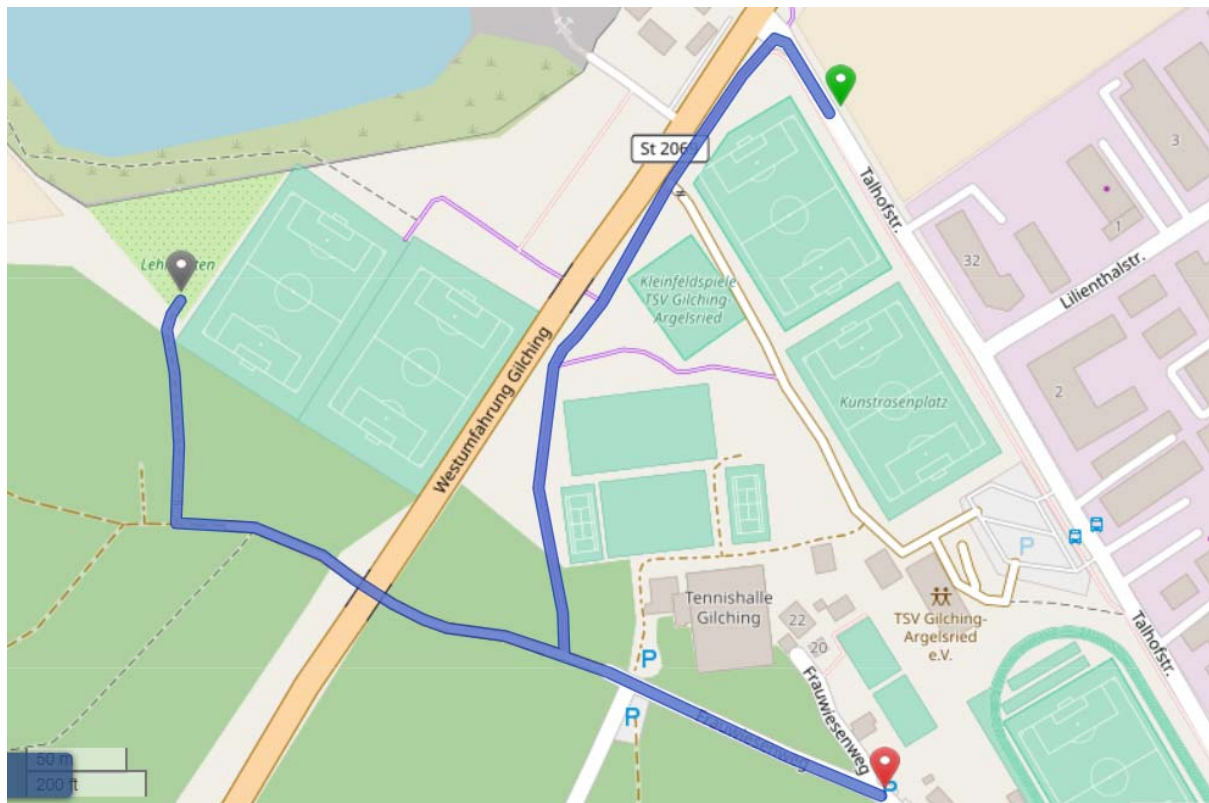 St 2069
Talhofstr.
3
1
32
Lilienthalstr.
Kleinfeldspiele
TSV Gilching-
Argelsried
Westumfahrung Gilching
2
Kunstrasenplatz
P
Tennishalle
Gilching
22
20
TSV Gilching-
Argelsried
e.V.
Talhofstr.
P
P
Frauwiesenweg
Frauwiesenweg
P
50 m
200 ft